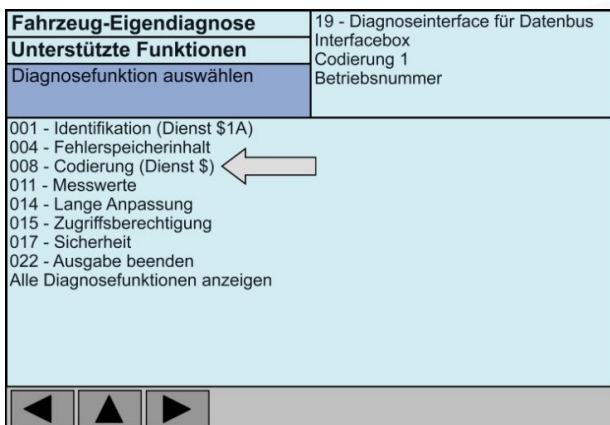 Fahrzeug-Eigendiagnose
Unterstützte Funktionen
Diagnosefunktion auswählen
19 - Diagnoseinterface für Datenbus
Interfacebox
Codierung 1
Betriebsnummer
001 - Identifikation (Dienst $1A)
004 - Fehlerspeicherinhalt
008 - Codierung (Dienst $)
011 - Messwerte
014 - Lange Anpassung
015 - Zugriffsberechtigung
017 - Sicherheit
022 - Ausgabe beenden
Alle Diagnosefunktionen anzeigen